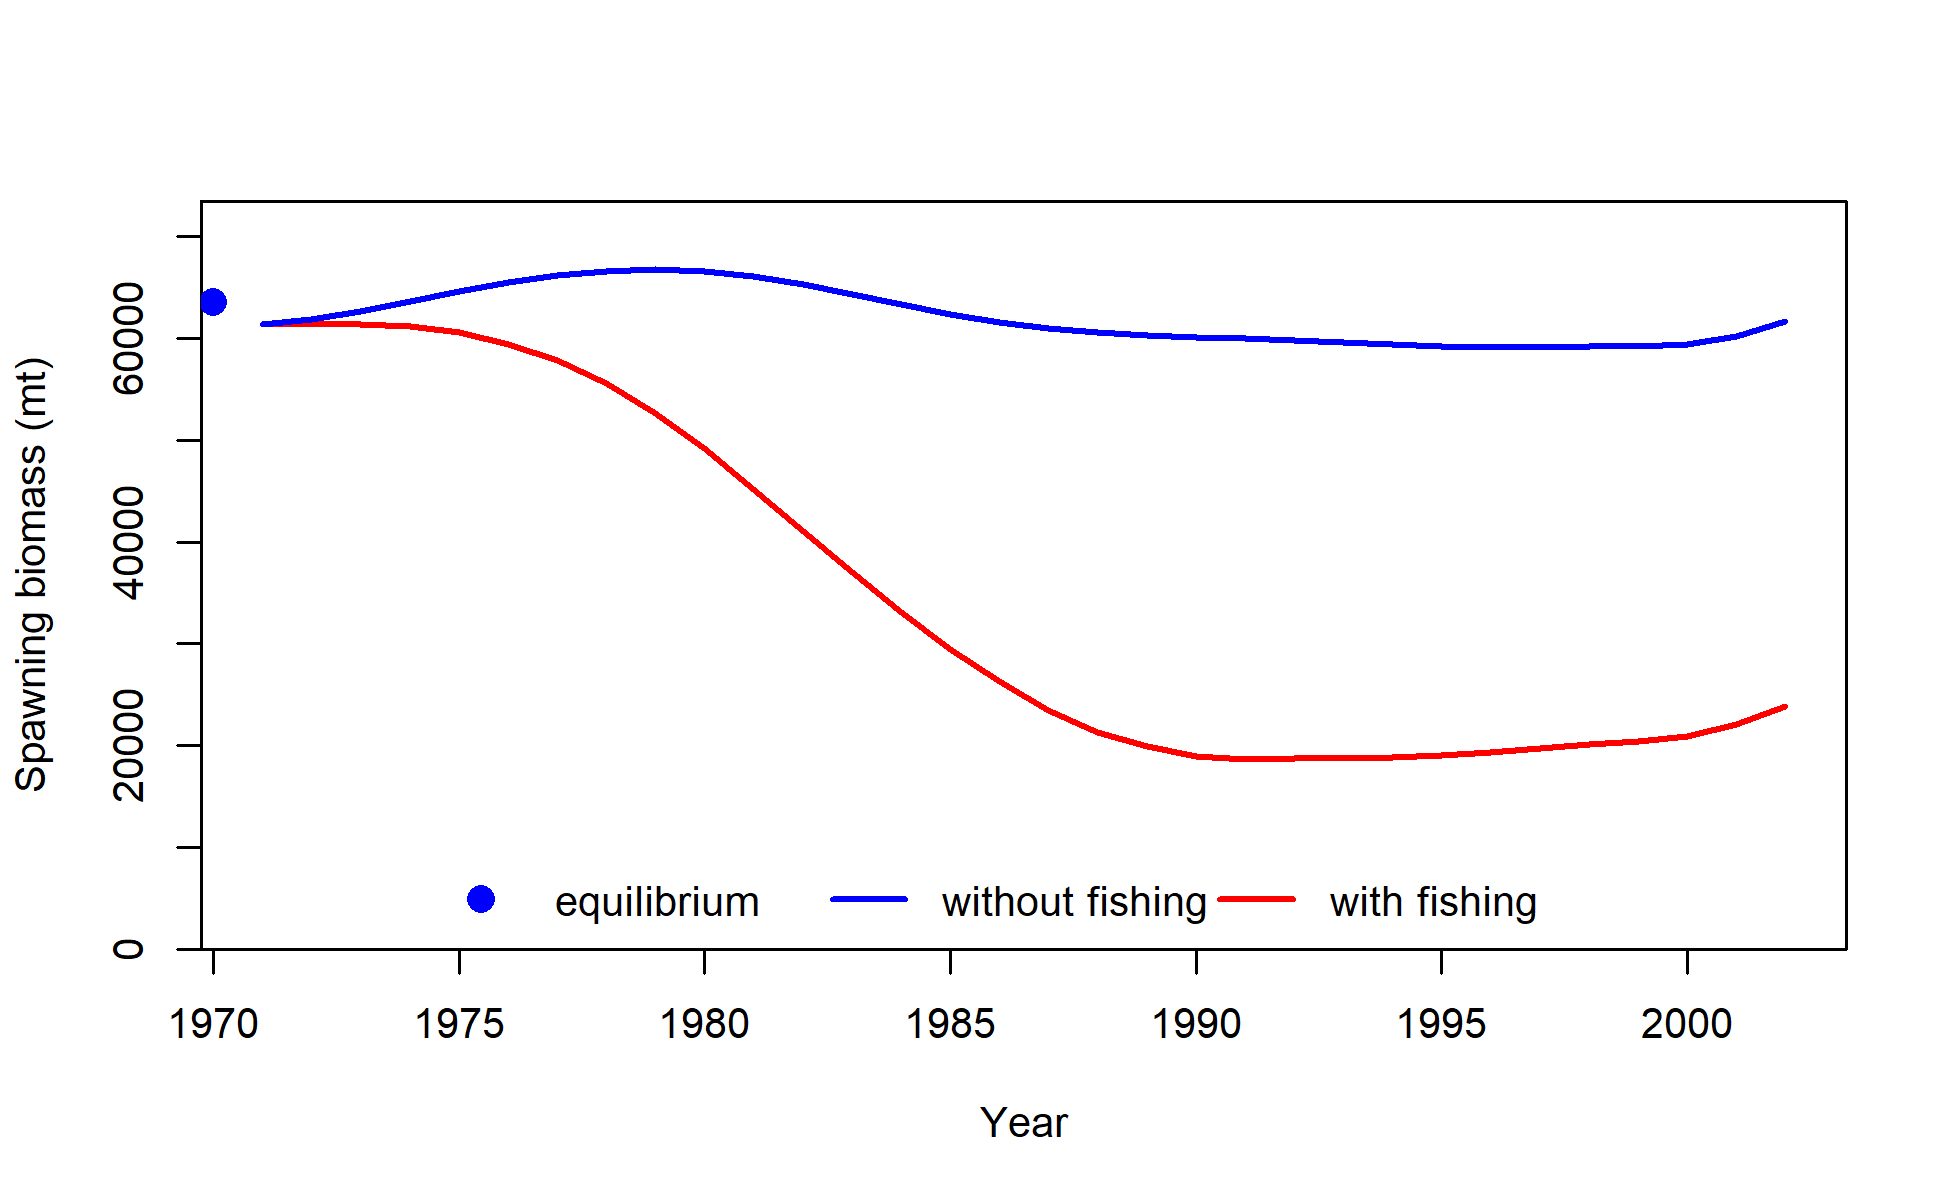 Spawning biomass (mt)
60000
40000
20000
0
equilibrium without fishing with fishing
1970 1975 1980 1985 1990 1995 2000
Year